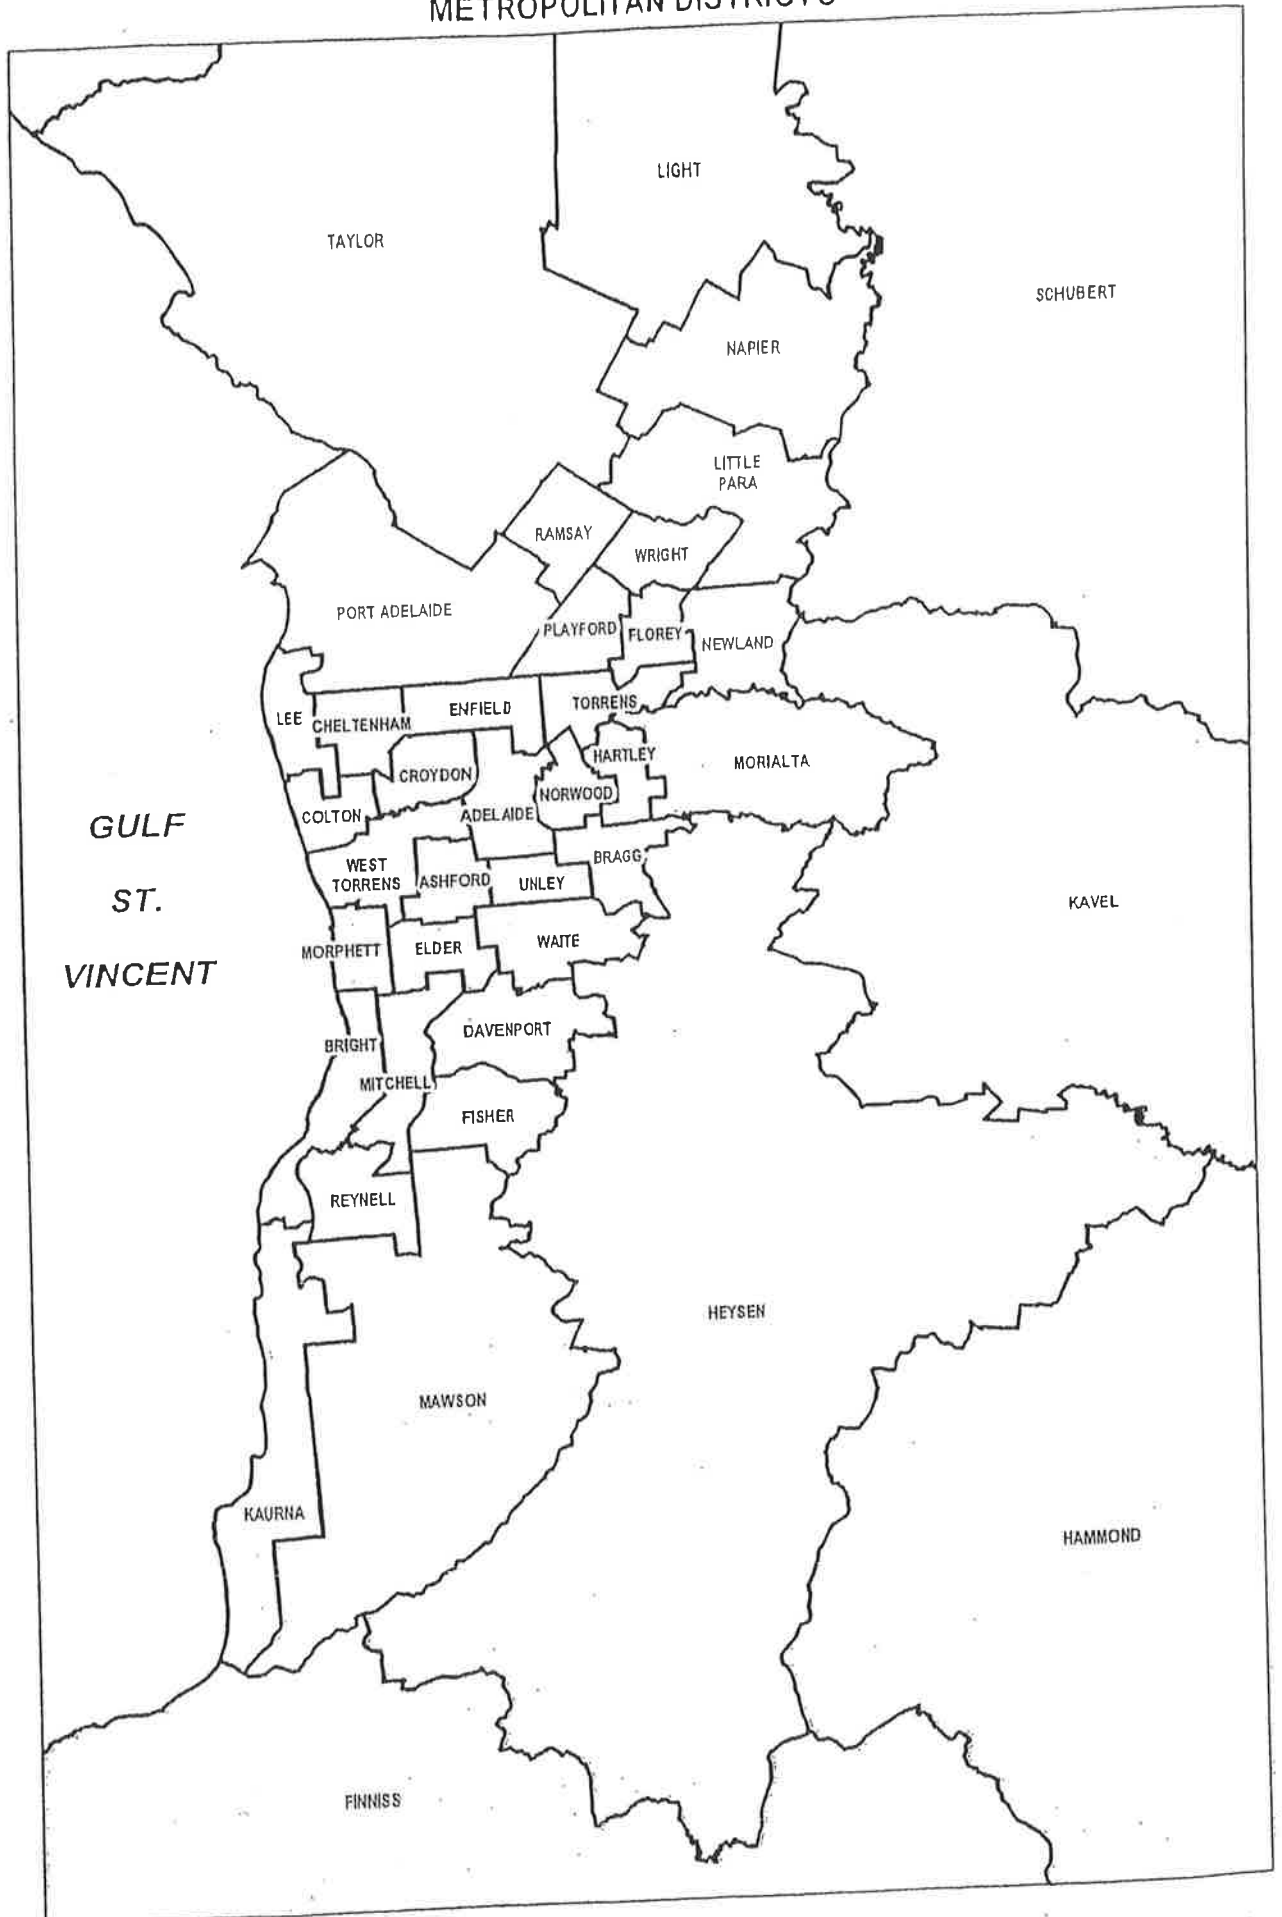 METROPOLITAN DISTRICTS
LIGHT
TAYLOR
SCHUBERT
NAPIER
LITTLE
PARA
RAMSAY
WRIGHT
PORT ADELAIDE
PLAYFORD
FLOREY
NEWLAND
LEE
CHELTENHAM
ENFIELD
TORRENS
HARTLEY
MORIALTA
CROYDON
NORWOOD
COLTON
ADELAIDE
GULF
ST.
VINCENT
WEST
TORRENS
ASHFORD
UNLEY
BRAGG
KAVEL
MORPHETT
ELDER
WAITE
DAVENPORT
BRIGHT
MITCHELL
FISHER
REYNELL
HEYSEN
MAWSON
KAURNA
HAMMOND
FINNISS